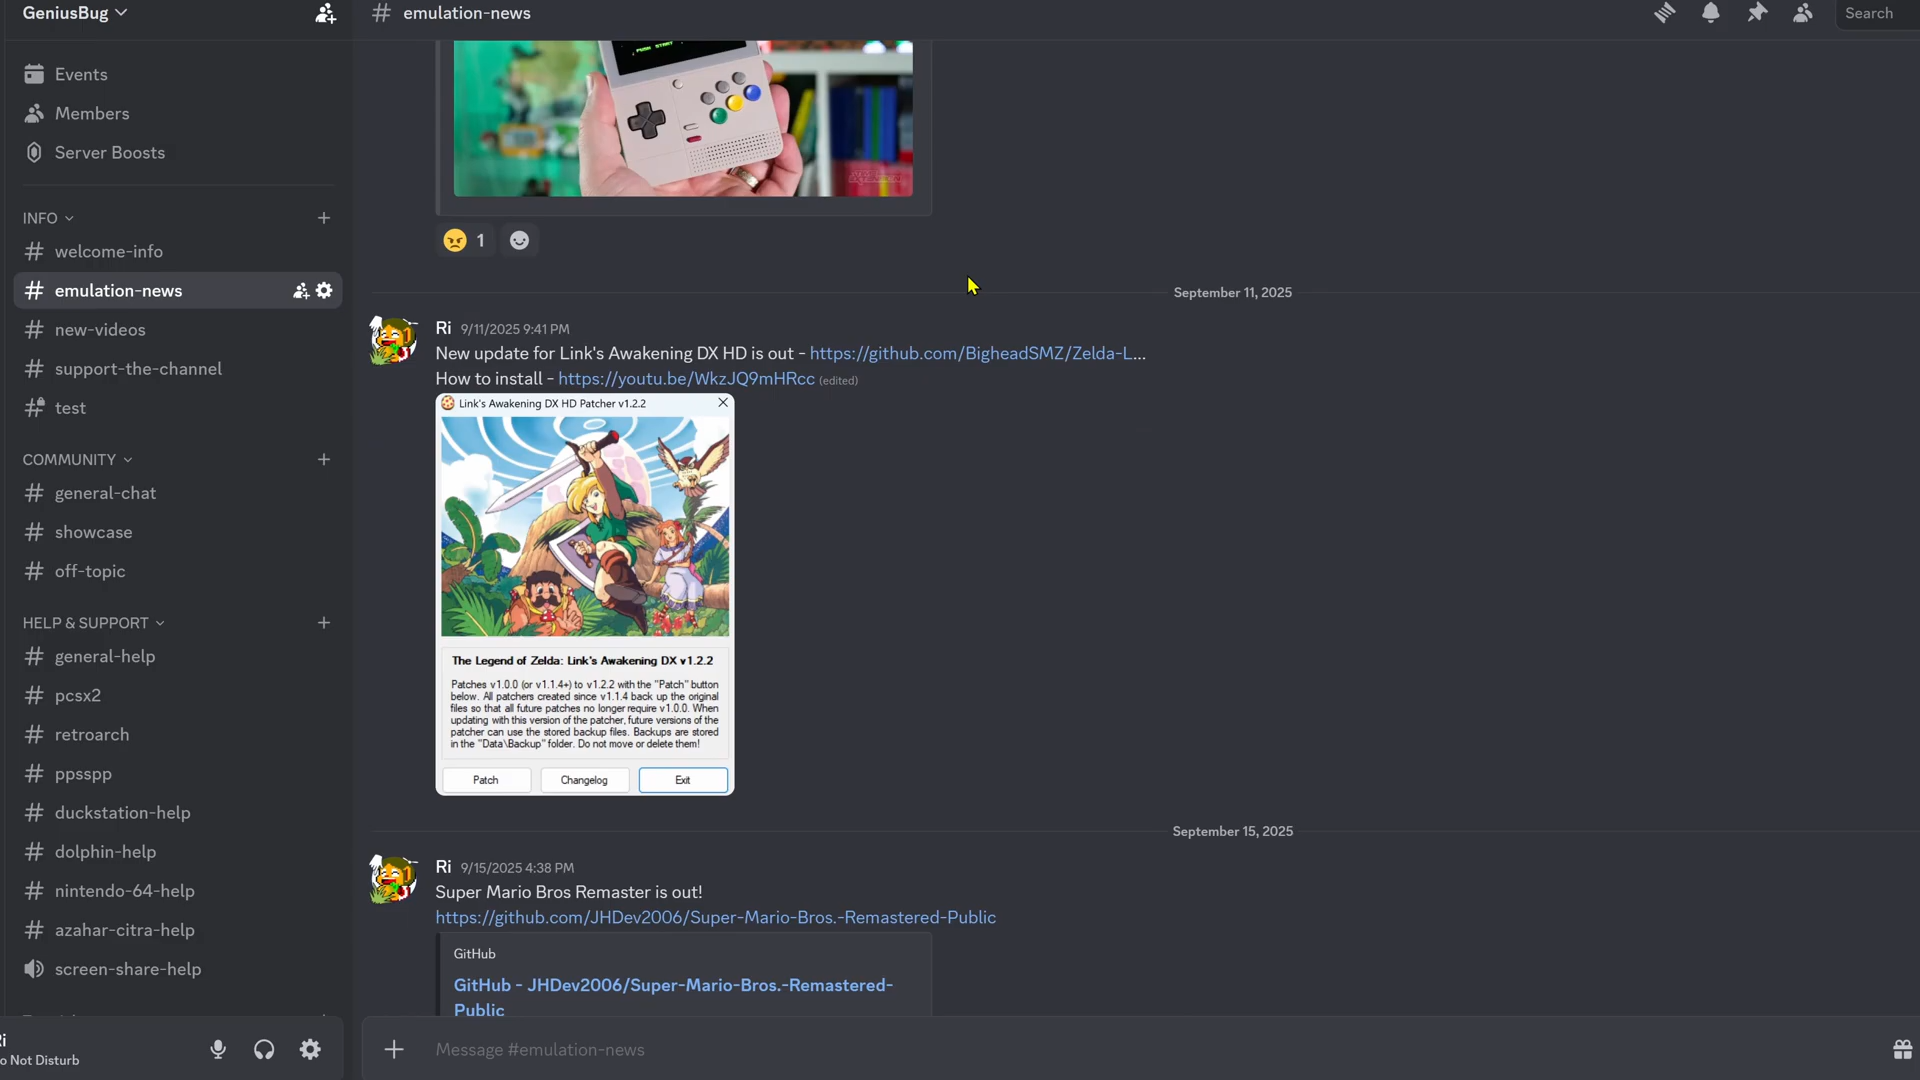 GeniusBug
# emulation-news
Search
Events
Members
Server Boosts
INFO
# welcome-info
# emulation-news
# new-videos
# support-the-channel
# test
COMMUNITY
# general-chat
# showcase
# off-topic
HELP & SUPPORT
# general-help
# pcsx2
# retroarch
# ppsspp
# duckstation-help
# dolphin-help
# nintendo-64-help
# azahar-citra-help
screen-share-help
Ri
o Not Disturb
1
September 11, 2025
Ri 9/11/2025 9:41 PM
New update for Link's Awakening DX HD is out - https://github.com/BigheadSMZ/Zelda-L...
How to install - https://youtu.be/WkzJQ9mHRcc (edited)
Link's Awakening DX HD Patcher v1.2.2
The Legend of Zelda: Link's Awakening DX v1.2.2
Patches v1.0.0 (or v1.1.4+) to v1.2.2 with the "Patch" button
below. All patchers created since v1.1.4 back up the original
files so that all future patches no longer require v1.0.0. When
updating with this version of the patcher, future versions of the
patcher can use the stored backup files. Backups are stored
in the "Data\Backup" folder. Do not move or delete them!
Patch Changelog Exit
September 15, 2025
Ri 9/15/2025 4:38 PM
Super Mario Bros Remaster is out!
https://github.com/JHDev2006/Super-Mario-Bros.-Remastered-Public
GitHub
GitHub - JHDev2006/Super-Mario-Bros.-Remastered-
Public
Message #emulation-news